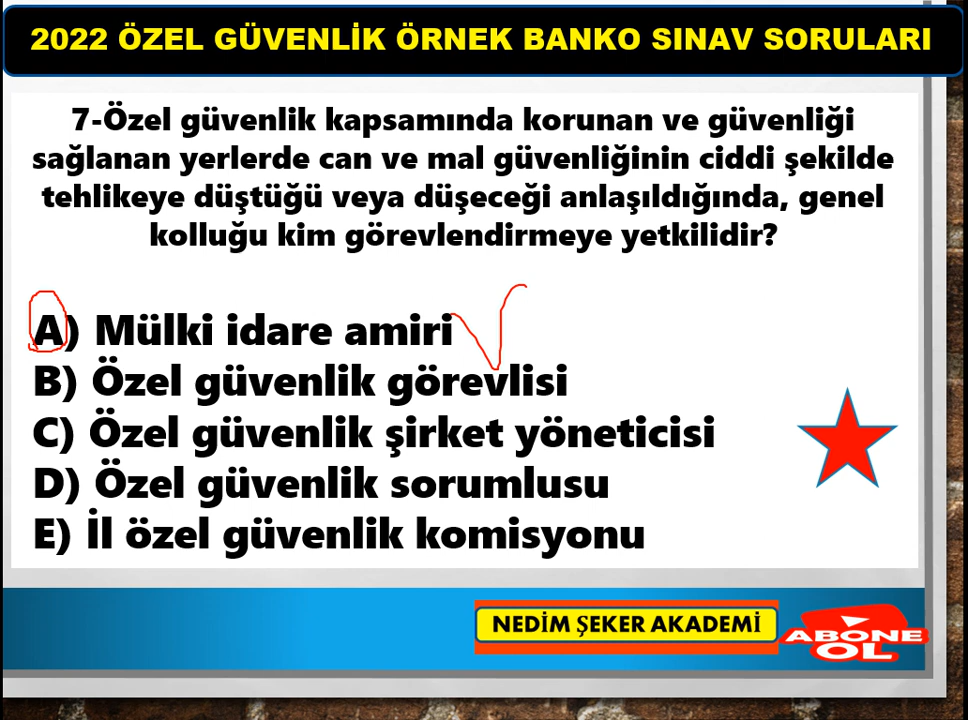 2022 ÖZEL GÜVENLİK ÖRNEK BANKO SINAV SORULARI
7-Özel güvenlik kapsamında korunan ve güvenliği
sağlanan yerlerde can ve mal güvenliğinin ciddi şekilde
tehlikeye düştüğü veya düşeceği anlaşıldığında, genel
kolluğu kim görevlendirmeye yetkilidir?
A) Mülki idare amiri
B) Özel güvenlik görevlisi
C) Özel güvenlik şirket yöneticisi
D) Özel güvenlik sorumlusu
E) İl özel güvenlik komisyonu
NEDİM ŞEKER AKADEMİ
ABONE
OL